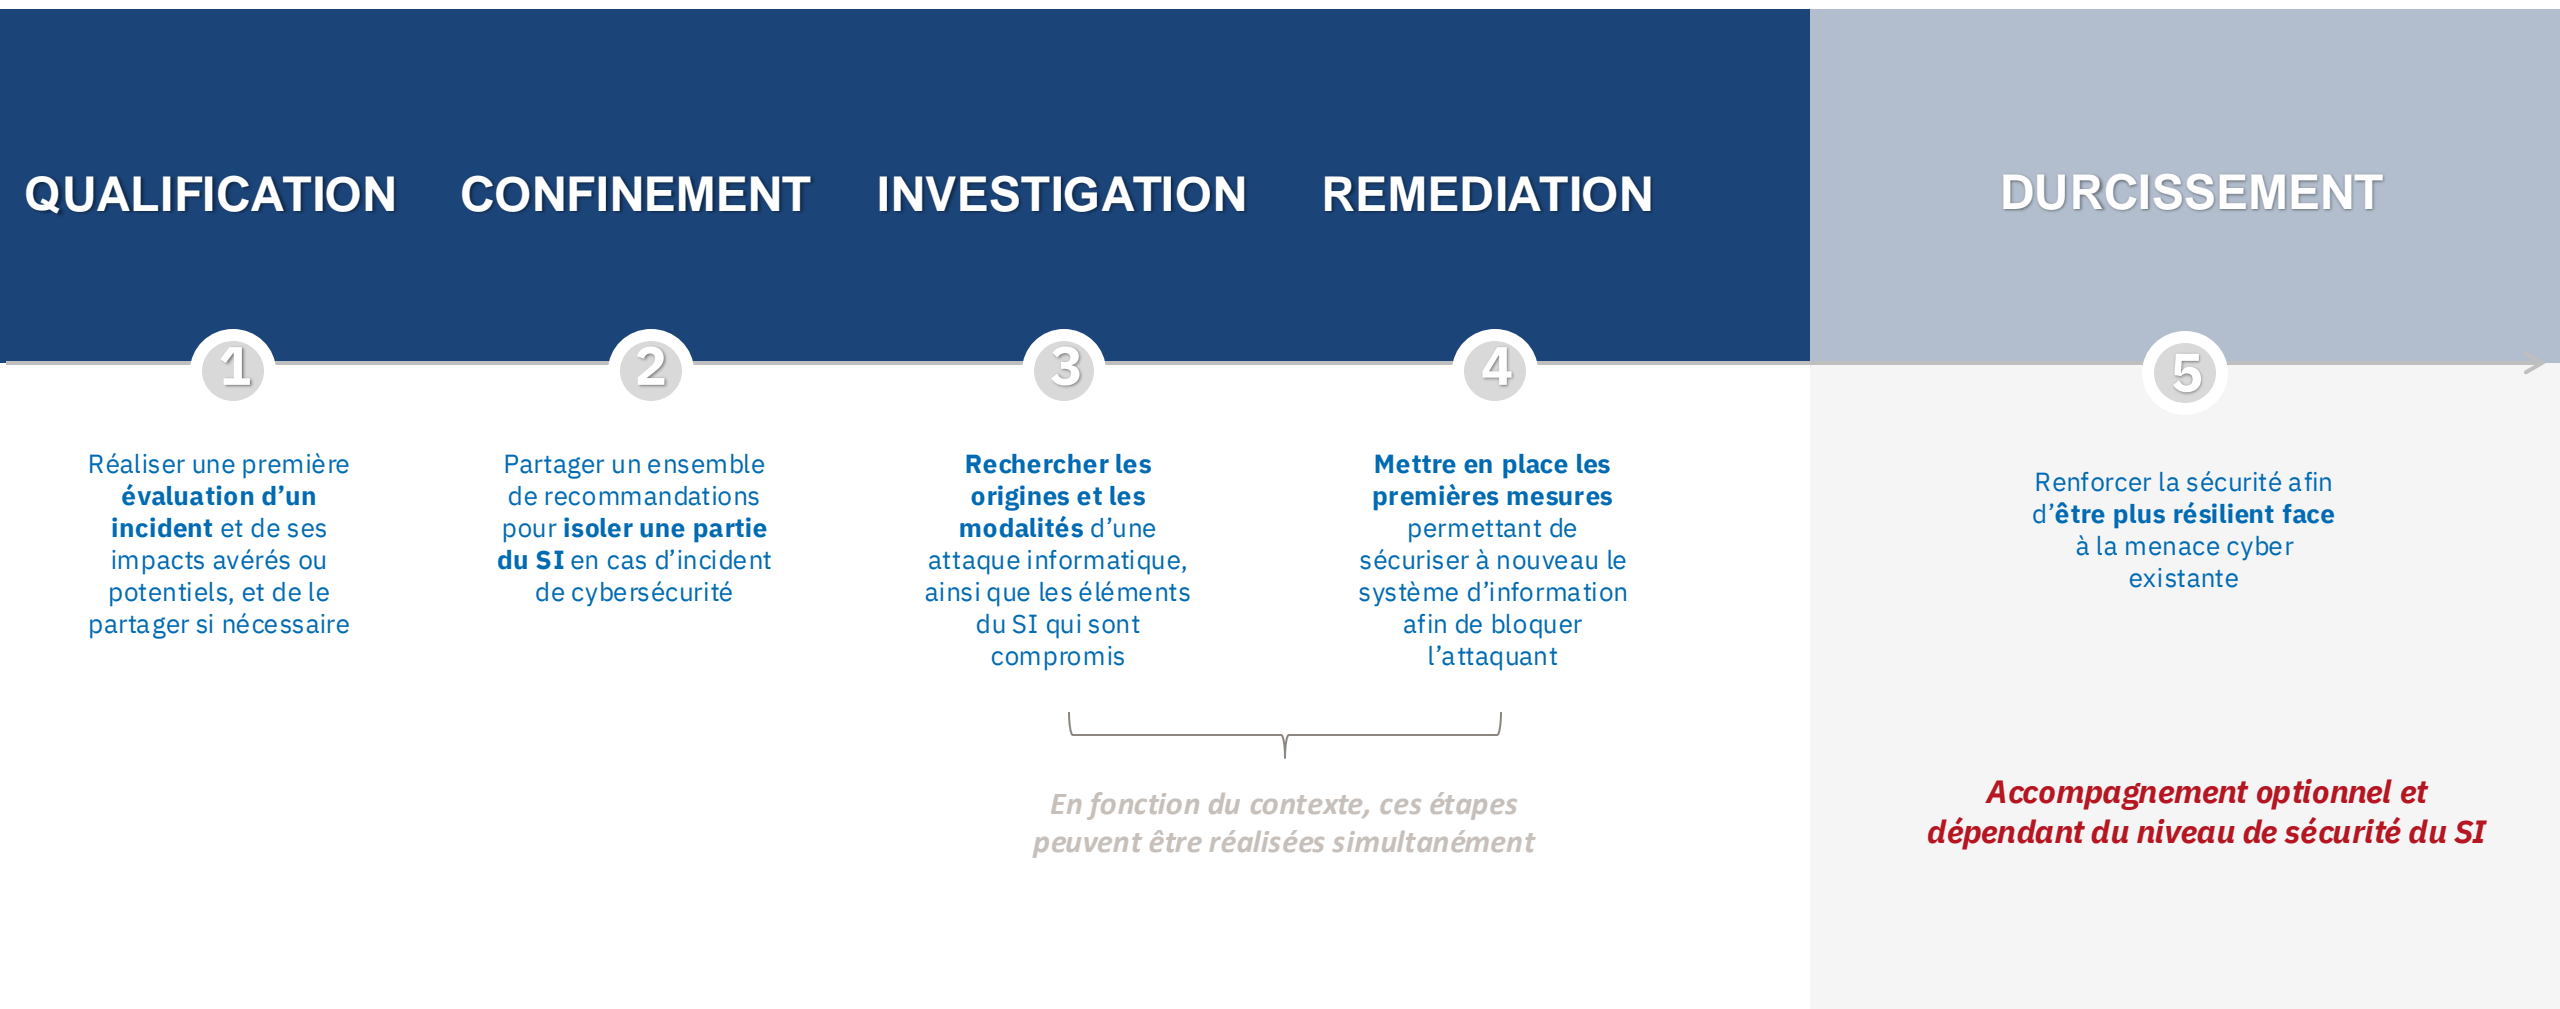 QUALIFICATION
CONFINEMENT
INVESTIGATION
REMEDIATION
DURCISSEMENT
1
2
3
4
5
Réaliser une première
évaluation d’un
incident et de ses
impacts avérés ou
potentiels, et de le
partager si nécessaire
Partager un ensemble
de recommandations
pour isoler une partie
du SI en cas d’incident
de cybersécurité
Rechercher les
origines et les
modalités d’une
attaque informatique,
ainsi que les éléments
du SI qui sont
compromis
Mettre en place les
premières mesures
permettant de
sécuriser à nouveau le
système d’information
afin de bloquer
l’attaquant
Renforcer la sécurité afin
d’être plus résilient face
à la menace cyber
existante
En fonction du contexte, ces étapes
peuvent être réalisées simultanément
Accompagnement optionnel et
dépendant du niveau de sécurité du SI